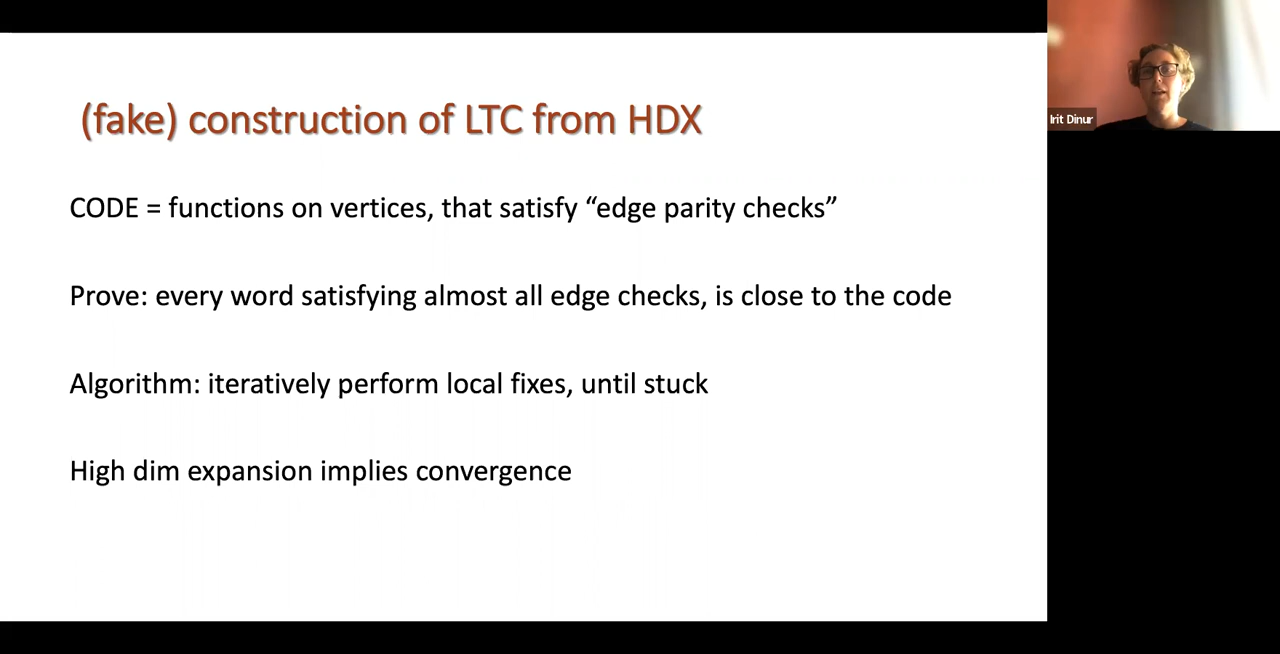 (fake) construction of LTC from HDX
CODE = functions on vertices, that satisfy “edge parity checks”
Prove: every word satisfying almost all edge checks, is close to the code
Algorithm: iteratively perform local fixes, until stuck
High dim expansion implies convergence
Irit Dinur